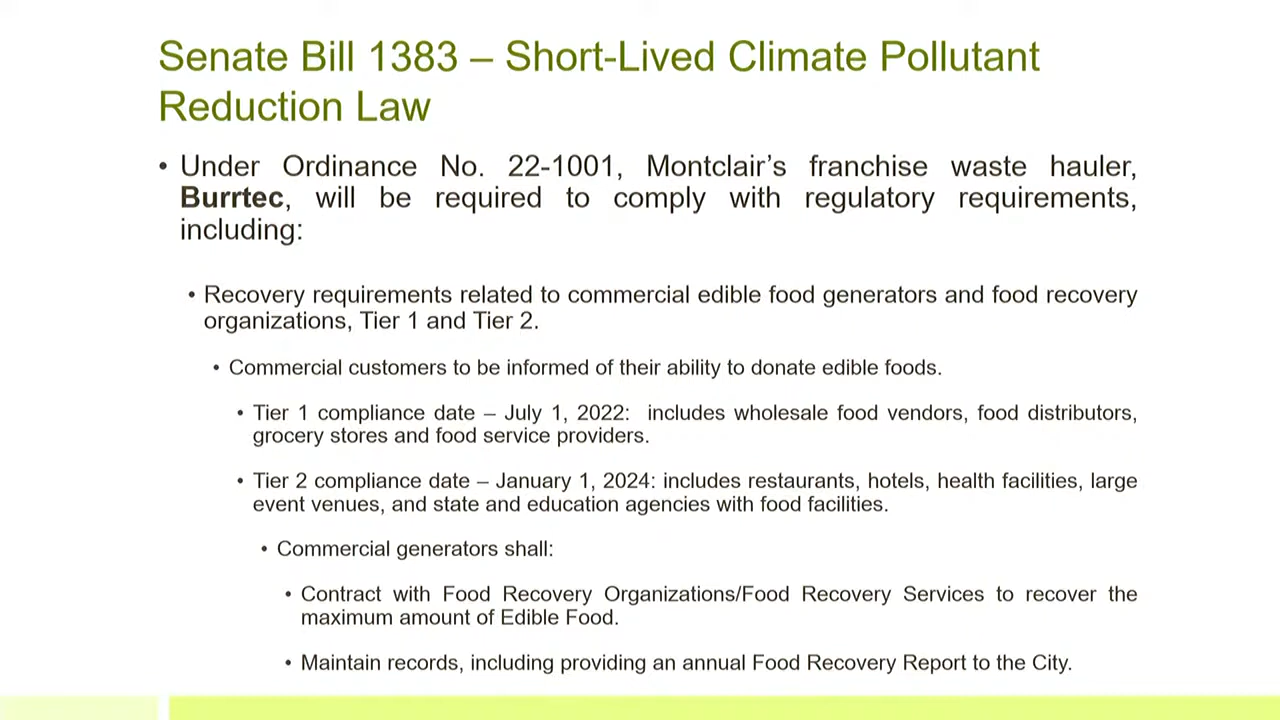 Senate Bill 1383 – Short-Lived Climate Pollutant
Reduction Law
• Under Ordinance No. 22-1001, Montclair's franchise waste hauler,
Burrtec, will be required to comply with regulatory requirements,
including:
• Recovery requirements related to commercial edible food generators and food recovery
organizations, Tier 1 and Tier 2.
• Commercial customers to be informed of their ability to donate edible foods.
• Tier 1 compliance date – July 1, 2022: includes wholesale food vendors, food distributors,
grocery stores and food service providers.
• Tier 2 compliance date – January 1, 2024: includes restaurants, hotels, health facilities, large
event venues, and state and education agencies with food facilities.
• Commercial generators shall:
• Contract with Food Recovery Organizations/Food Recovery Services to recover the
maximum amount of Edible Food.
• Maintain records, including providing an annual Food Recovery Report to the City.